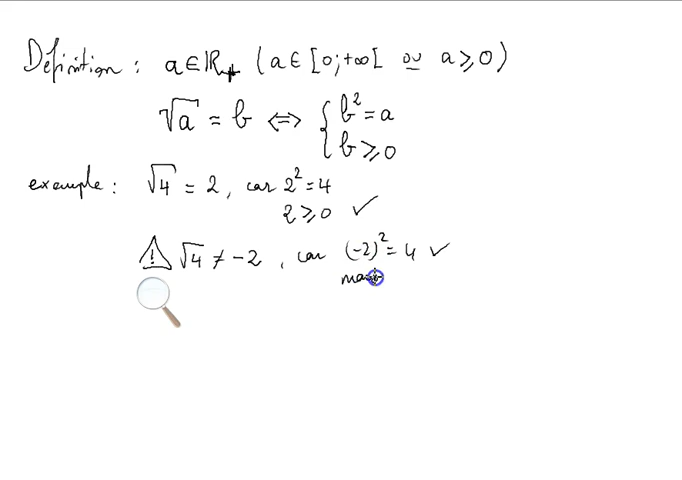 Définition : a ∈ ℝ+ (a ∈ [0;+∞[ ou a ⩾ 0)
√a = b ⇔ { b² = a
b ⩾ 0
example : √4 = 2, car 2² = 4
2 ⩾ 0 ✓
⚠ √4 ≠ -2, car (-2)² = 4 ✓